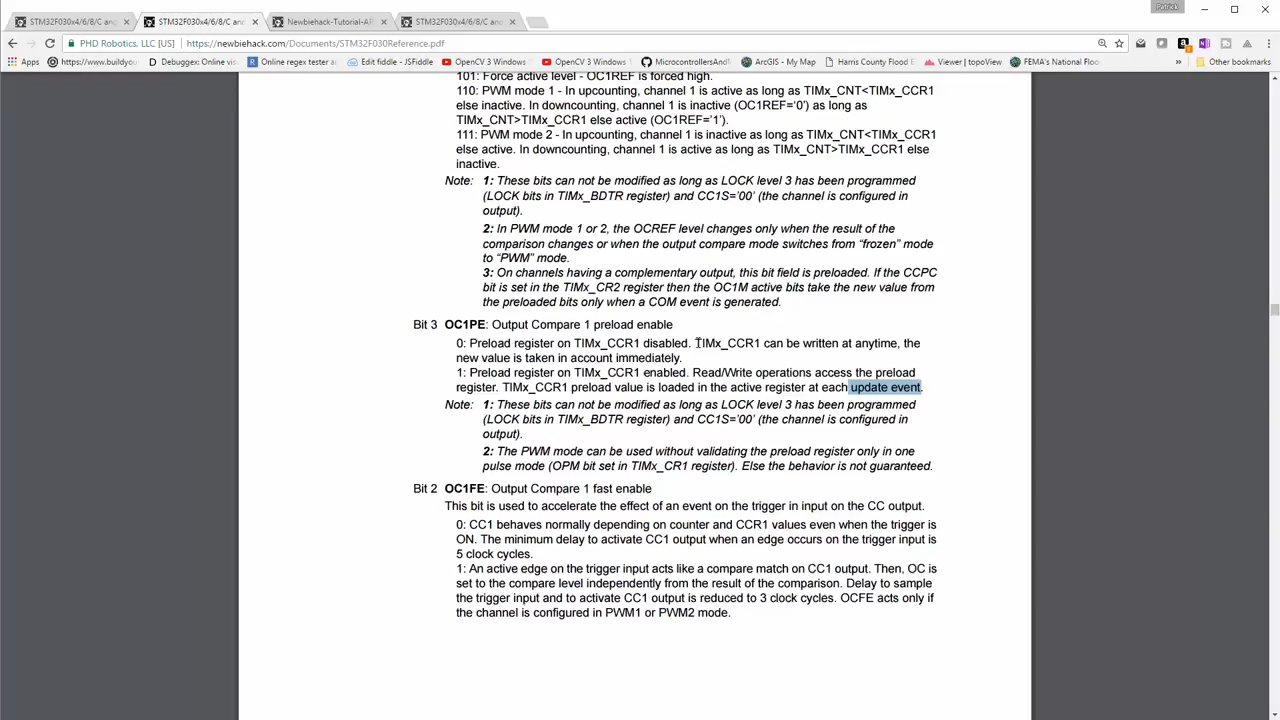 Patrick
STM32F030x4/6/8/C an
STM32F030x4/6/8/C an
Newbiehack-Tutorial-AR
STM32F030x4/6/8/C and
PHD Robotics, LLC [US] https://newbiehack.com/Documents/STM32F030Reference.pdf
Apps https://www.buildyou Debuggex: Online vis Online regex tester an Edit fiddle - JSFiddle OpenCV 3 Windows OpenCV 3 Windows MicrocontrollersAnd ArcGIS - My Map Harris County Flood E Viewer | topoView FEMA's National Floo » Other bookmarks
101: Force active level - OC1REF is forced high.
110: PWM mode 1 - In upcounting, channel 1 is active as long as TIMx_CNT<TIMx_CCR1
else inactive. In downcounting, channel 1 is inactive (OC1REF='0') as long as
TIMx_CNT>TIMx_CCR1 else active (OC1REF='1').
111: PWM mode 2 - In upcounting, channel 1 is inactive as long as TIMx_CNT<TIMx_CCR1
else active. In downcounting, channel 1 is active as long as TIMx_CNT>TIMx_CCR1 else
inactive.
Note: 1: These bits can not be modified as long as LOCK level 3 has been programmed
(LOCK bits in TIMx_BDTR register) and CC1S='00' (the channel is configured in
output).
2: In PWM mode 1 or 2, the OCREF level changes only when the result of the
comparison changes or when the output compare mode switches from "frozen" mode
to "PWM" mode.
3: On channels having a complementary output, this bit field is preloaded. If the CCPC
bit is set in the TIMx_CR2 register then the OC1M active bits take the new value from
the preloaded bits only when a COM event is generated.
Bit 3 OC1PE: Output Compare 1 preload enable
0: Preload register on TIMx_CCR1 disabled. TIMx_CCR1 can be written at anytime, the
new value is taken in account immediately.
1: Preload register on TIMx_CCR1 enabled. Read/Write operations access the preload
register. TIMx_CCR1 preload value is loaded in the active register at each update event.
Note: 1: These bits can not be modified as long as LOCK level 3 has been programmed
(LOCK bits in TIMx_BDTR register) and CC1S='00' (the channel is configured in
output).
2: The PWM mode can be used without validating the preload register only in one
pulse mode (OPM bit set in TIMx_CR1 register). Else the behavior is not guaranteed.
Bit 2 OC1FE: Output Compare 1 fast enable
This bit is used to accelerate the effect of an event on the trigger in input on the CC output.
0: CC1 behaves normally depending on counter and CCR1 values even when the trigger is
ON. The minimum delay to activate CC1 output when an edge occurs on the trigger input is
5 clock cycles.
1: An active edge on the trigger input acts like a compare match on CC1 output. Then, OC is
set to the compare level independently from the result of the comparison. Delay to sample
the trigger input and to activate CC1 output is reduced to 3 clock cycles. OCFE acts only if
the channel is configured in PWM1 or PWM2 mode.